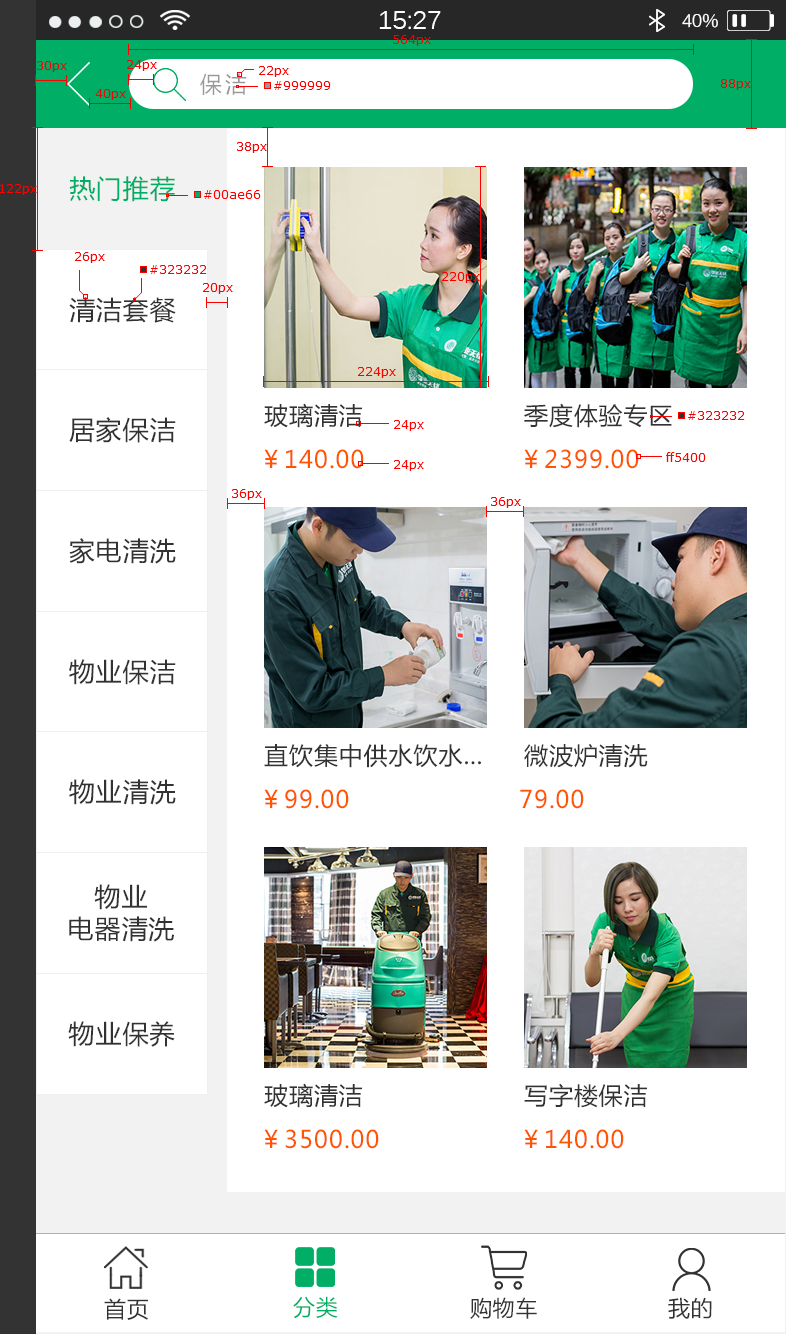 15:27
40%
564px
30px
24px
22px
保洁
#999999
40px
88px
38px
122px
热门推荐
#00ae66
26px
#323232
20px
清洁套餐
220px
224px
居家保洁
玻璃清洁
24px
季度体验专区
#323232
¥140.00
24px
¥2399.00
ff5400
36px
36px
家电清洗
物业保洁
直饮集中供水饮水...
微波炉清洗
¥99.00
79.00
物业清洗
物业
电器清洗
物业保养
玻璃清洁
写字楼保洁
¥3500.00
¥140.00
首页
分类
购物车
我的